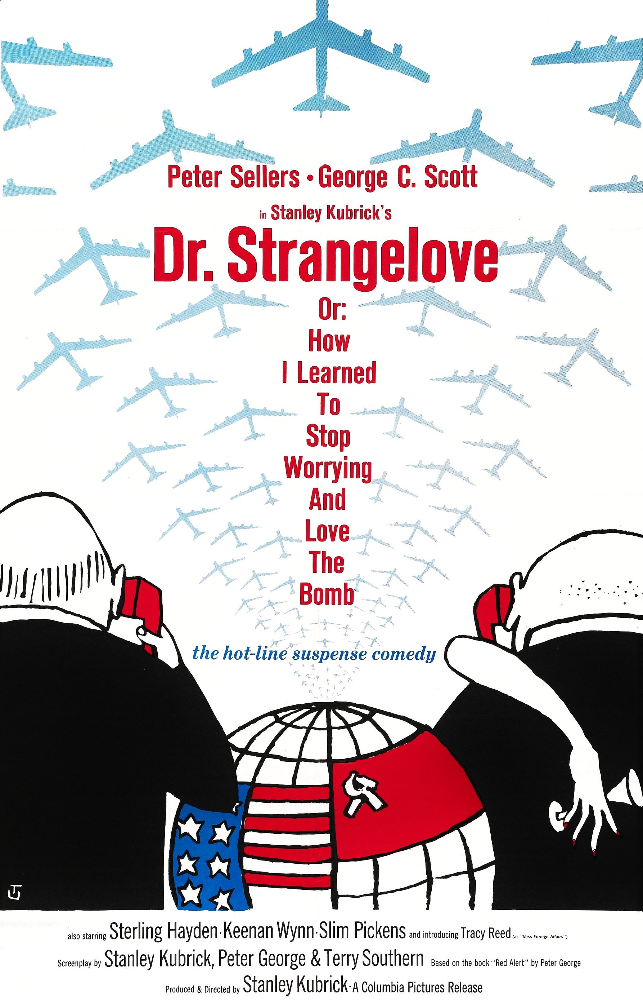 Peter Sellers • George C. Scott
in Stanley Kubrick's
Dr. Strangelove
Or:
How
I Learned
To
Stop
Worrying
And
Love
The
Bomb
the hot-line suspense comedy
also starring Sterling Hayden · Keenan Wynn · Slim Pickens and introducing Tracy Reed (as "Miss Foreign Affairs")
Screenplay by Stanley Kubrick, Peter George & Terry Southern Based on the book "Red Alert" by Peter George
Produced & Directed by Stanley Kubrick · A Columbia Pictures Release